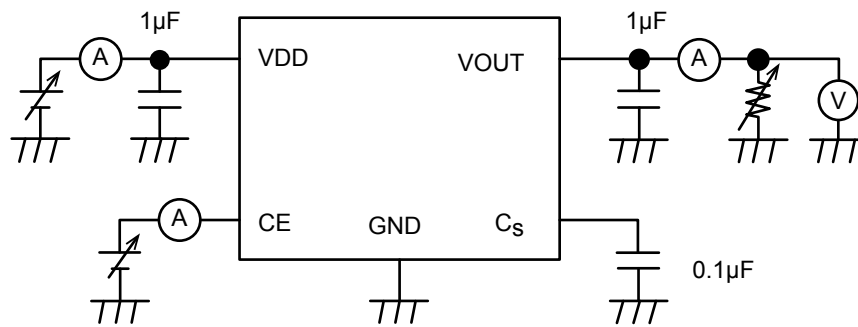 1µF 1µF
A VDD VOUT A
V
A CE GND Cs
0.1µF